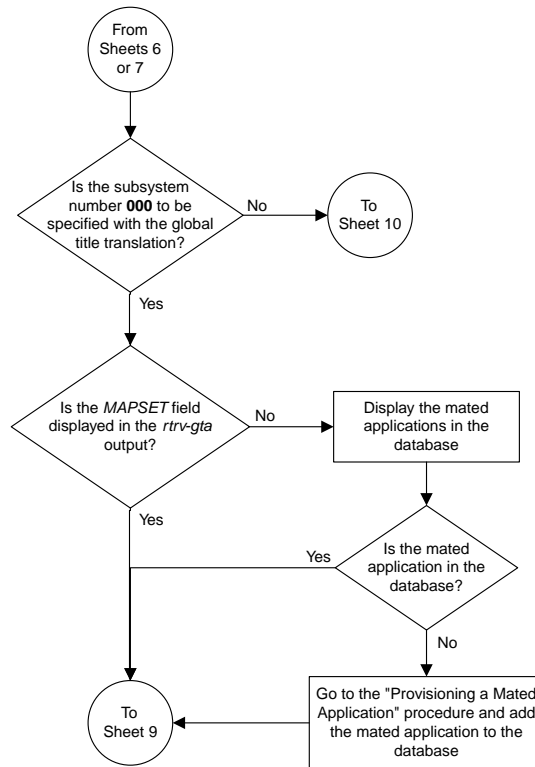 From
Sheets 6
or 7
Is the subsystem
number 000 to be
specified with the global
title translation?
No
To
Sheet 10
Yes
Is the MAPSET field
displayed in the rtrv-gta
output?
No
Display the mated
applications in the
database
Yes
Yes
Is the mated
application in the
database?
No
To
Sheet 9
Go to the "Provisioning a Mated
Application" procedure and add
the mated application to the
database